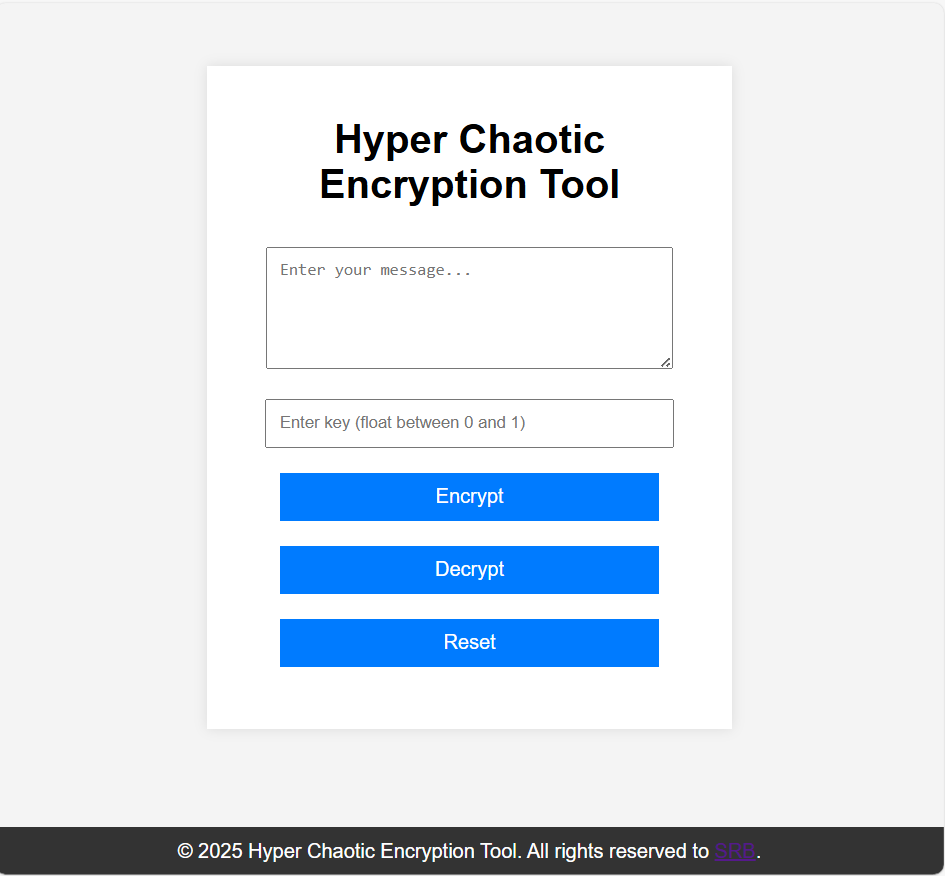 Hyper Chaotic
Encryption Tool
Enter your message...
Enter key (float between 0 and 1)
Encrypt
Decrypt
Reset
© 2025 Hyper Chaotic Encryption Tool. All rights reserved to SRB.